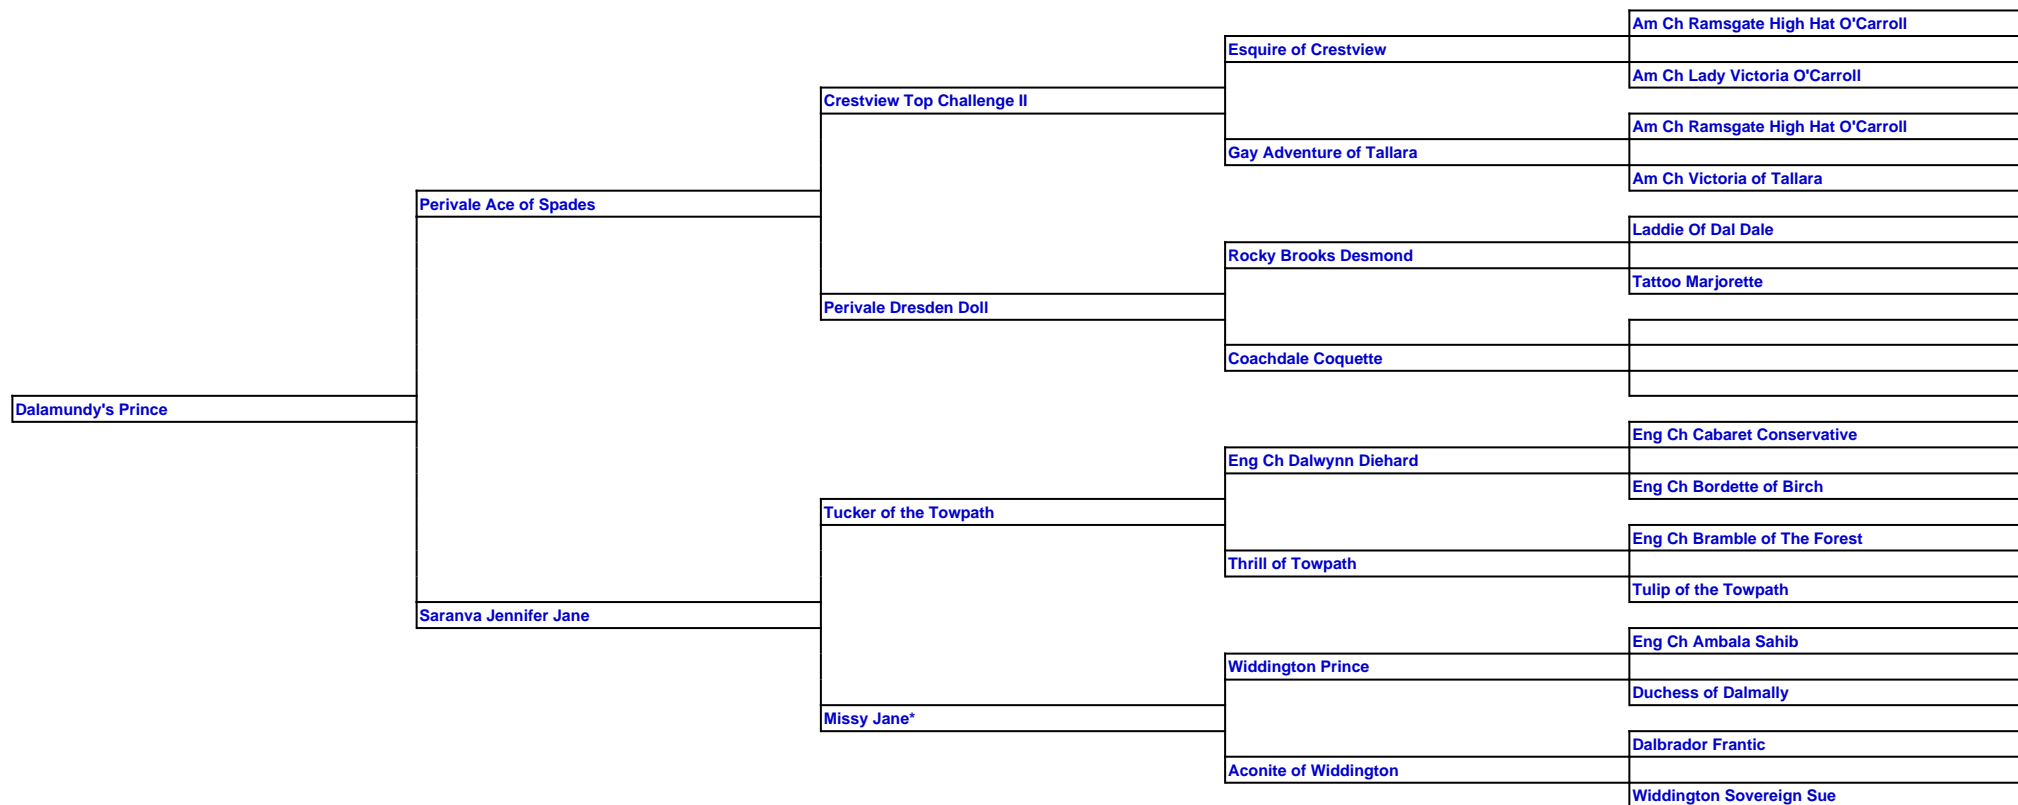 Am Ch Ramsgate High Hat O'Carroll
Esquire of Crestview
Am Ch Lady Victoria O'Carroll
Crestview Top Challenge II
Am Ch Ramsgate High Hat O'Carroll
Gay Adventure of Tallara
Am Ch Victoria of Tallara
Perivale Ace of Spades
Laddie Of Dal Dale
Rocky Brooks Desmond
Tattoo Marjorette
Perivale Dresden Doll
Coachdale Coquette
Dalamundy's Prince
Eng Ch Cabaret Conservative
Eng Ch Dalwynn Diehard
Eng Ch Bordette of Birch
Tucker of the Towpath
Eng Ch Bramble of The Forest
Thrill of Towpath
Tulip of the Towpath
Saranva Jennifer Jane
Eng Ch Ambala Sahib
Widdington Prince
Duchess of Dalmally
Missy Jane*
Dalbrador Frantic
Aconite of Widdington
Widdington Sovereign Sue